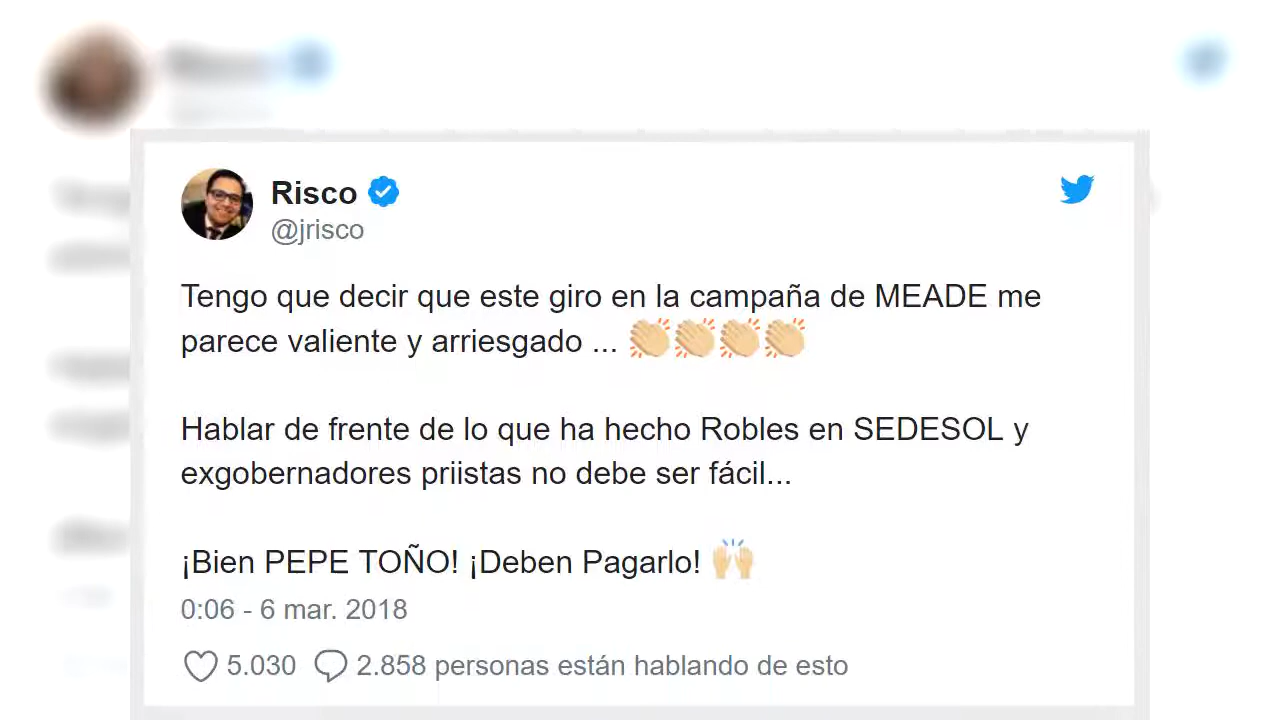 Risco
@jrisco
Tengo que decir que este giro en la campaña de MEADE me
parece valiente y arriesgado ... 👏🏼👏🏼👏🏼👏🏼
Hablar de frente de lo que ha hecho Robles en SEDESOL y
exgobernadores priistas no debe ser fácil...
¡Bien PEPE TOÑO! ¡Deben Pagarlo! 🙌🏼
0:06 - 6 mar. 2018
5.030 2.858 personas están hablando de esto